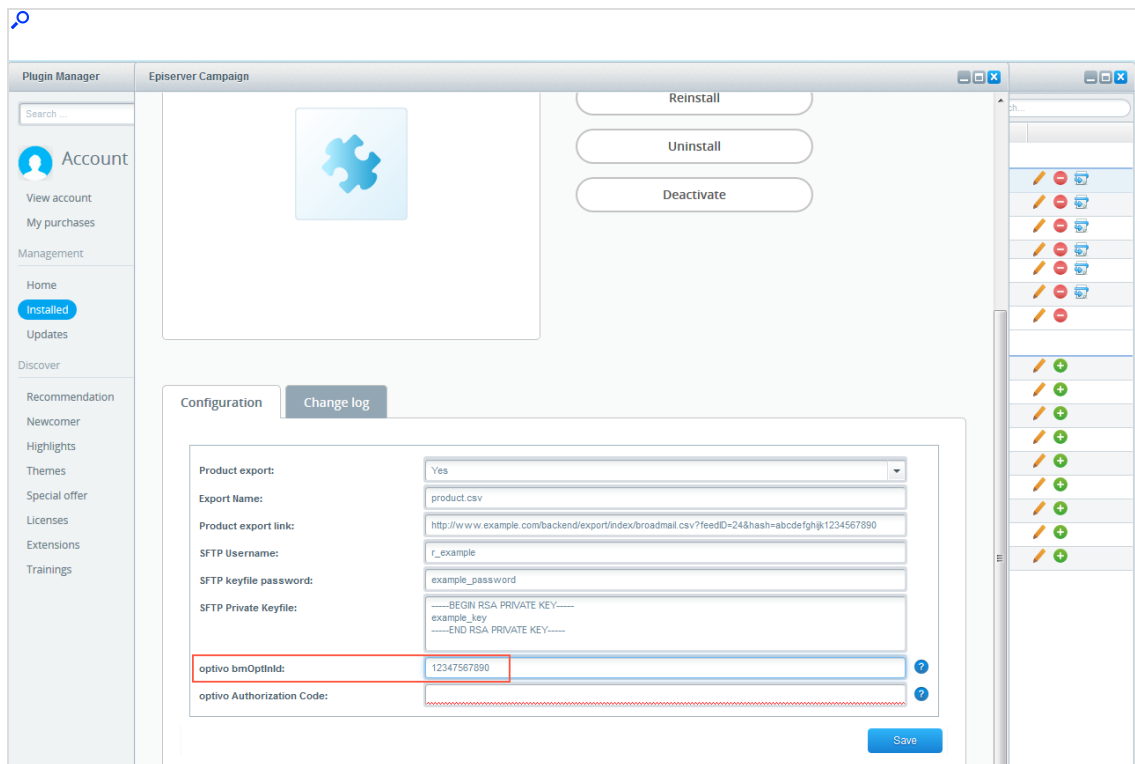 Plugin Manager
Episerver Campaign
Search ...
ch...
Account
View account
My purchases
Management
Home
Installed
Updates
Discover
Recommendation
Newcomer
Highlights
Themes
Special offer
Licenses
Extensions
Trainings
Reinstall
Uninstall
Deactivate
Configuration
Change log
Product export: Yes
Export Name: product.csv
Product export link: http://www.example.com/backend/export/index/broadmail.csv?feedID=24&hash=abcdefghijk1234567890
SFTP Username: r_example
SFTP keyfile password: example_password
SFTP Private Keyfile: -----BEGIN RSA PRIVATE KEY-----
example_key
-----END RSA PRIVATE KEY-----
optivo bmOptInId: 12347567890
?
optivo Authorization Code:
?
Save